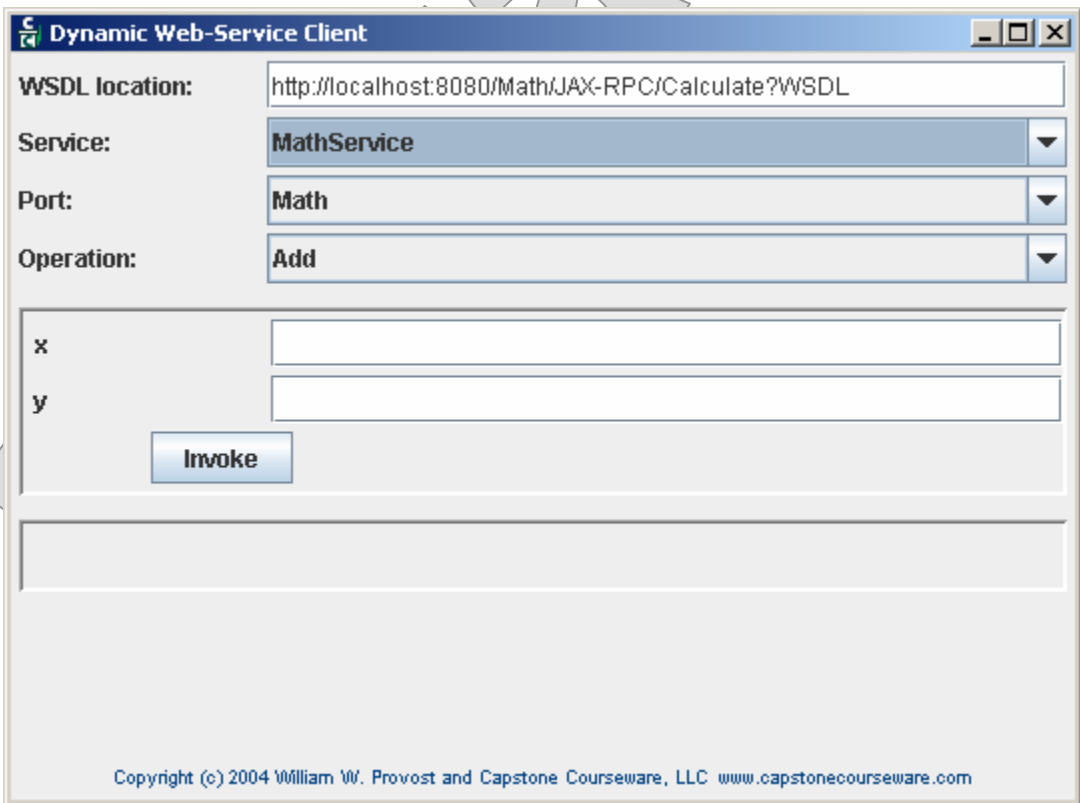 Dynamic Web-Service Client
WSDL location: http://localhost:8080/Math/JAX-RPC/Calculate?WSDL
Service: MathService
Port: Math
Operation: Add
x
y
Invoke
Copyright (c) 2004 William W. Provost and Capstone Courseware, LLC www.capstonecourseware.com